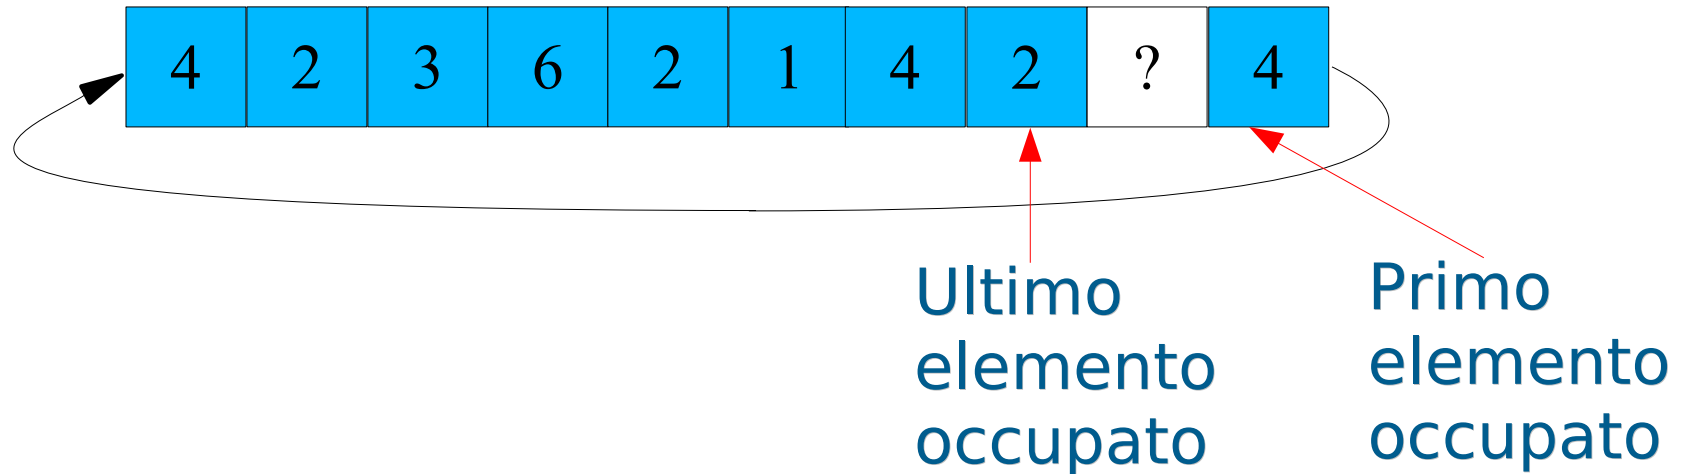 4 2 3 6 2 1 4 2 ? 4
Ultimo
elemento
occupato
Primo
elemento
occupato